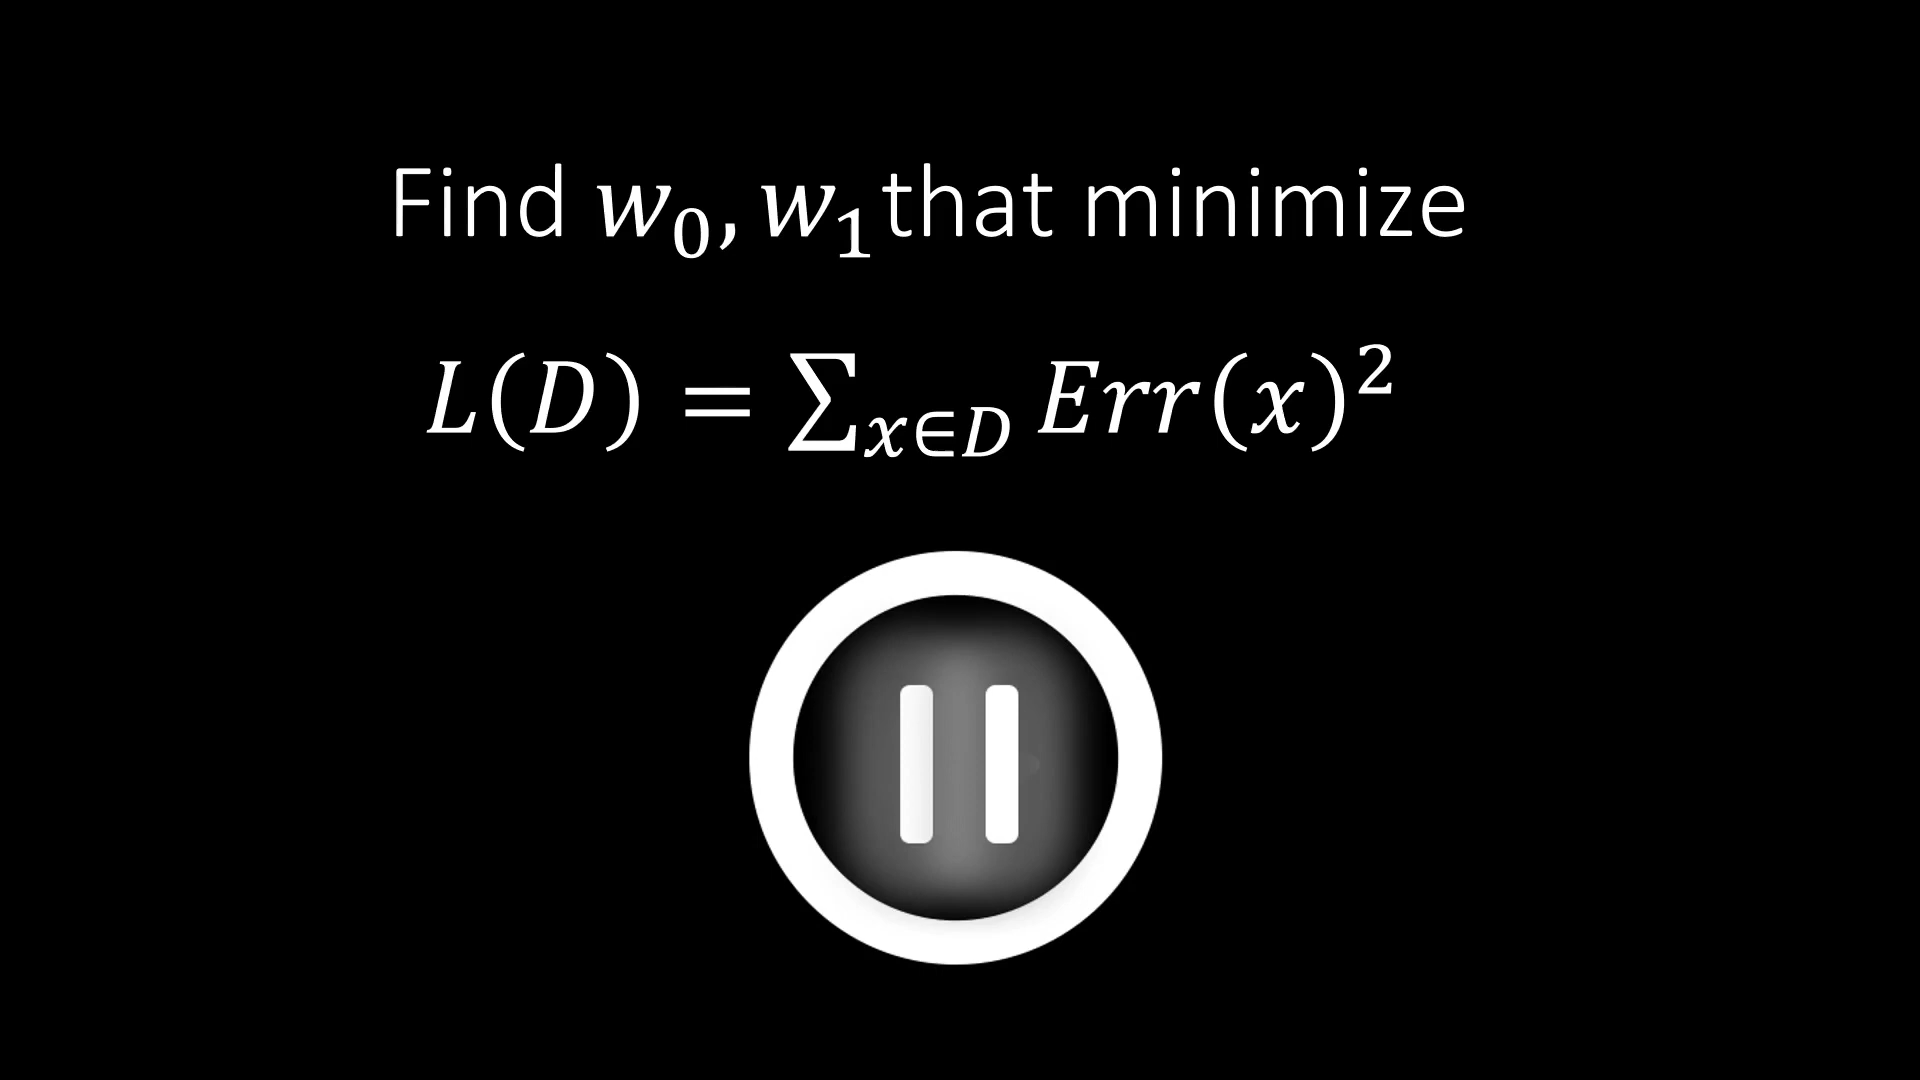 Find w₀, w₁ that minimize
L(D) = ∑ₓ∈D Err(x)²